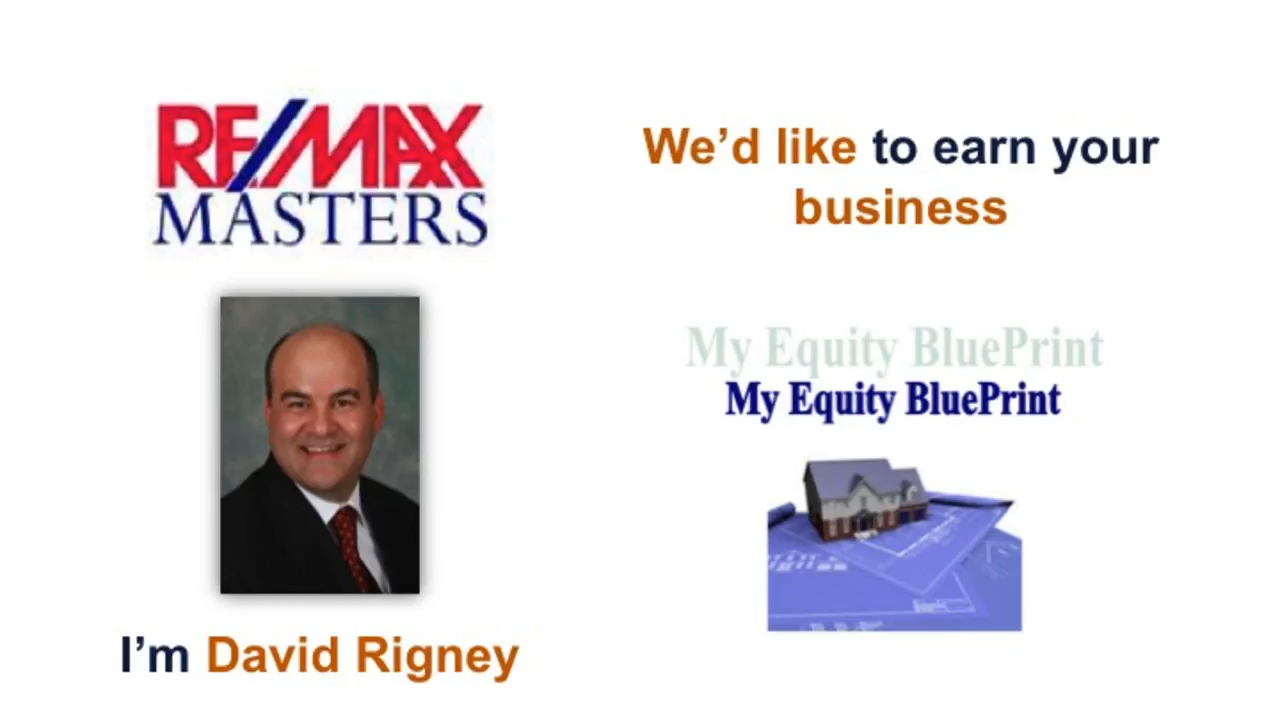 RE/MAX
MASTERS
I’m David Rigney
We’d like to earn your
business
My Equity BluePrint
My Equity BluePrint